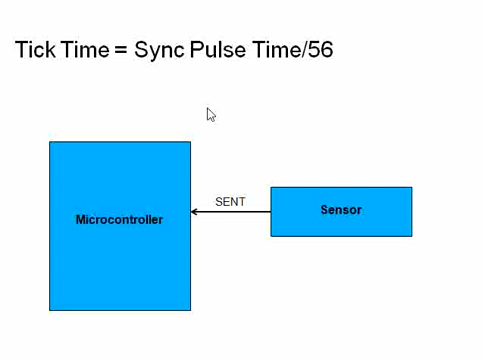 Tick Time = Sync Pulse Time/56
SENT
Sensor
Microcontroller